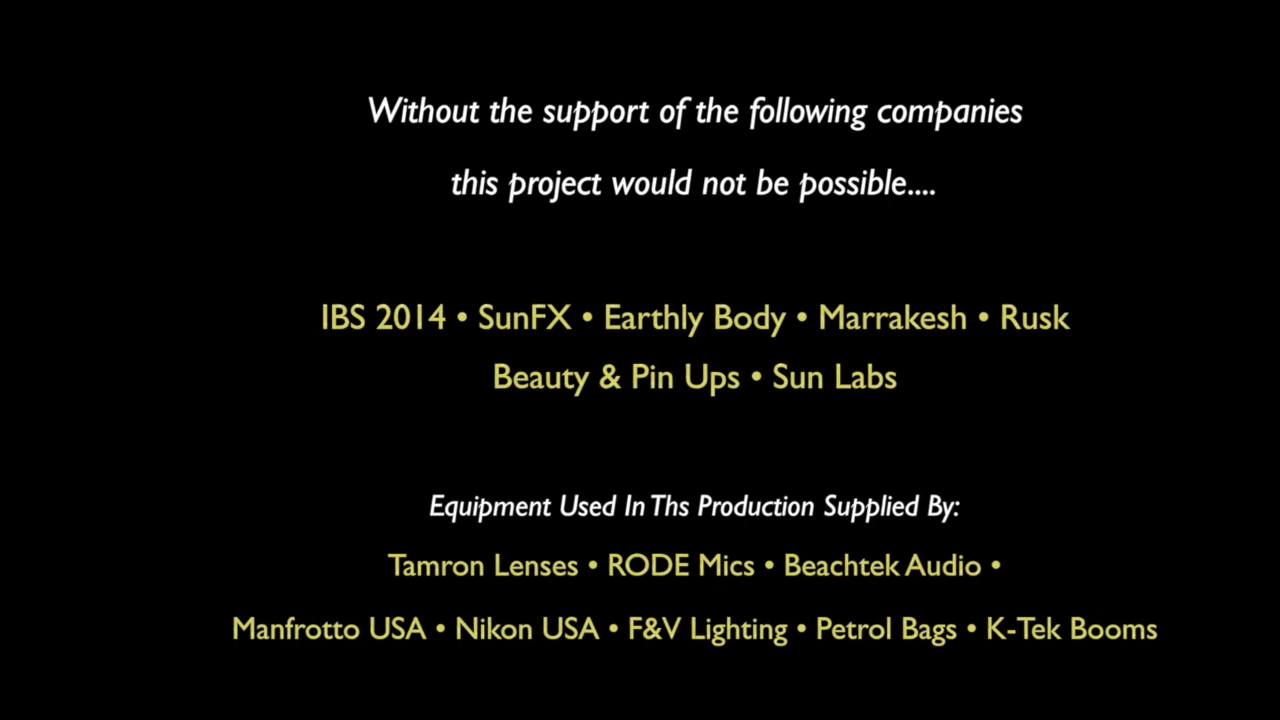 Without the support of the following companies
this project would not be possible....
IBS 2014 • SunFX • Earthly Body • Marrakesh • Rusk
Beauty & Pin Ups • Sun Labs
Equipment Used In Ths Production Supplied By:
Tamron Lenses • RODE Mics • Beachtek Audio •
Manfrotto USA • Nikon USA • F&V Lighting • Petrol Bags • K-Tek Booms